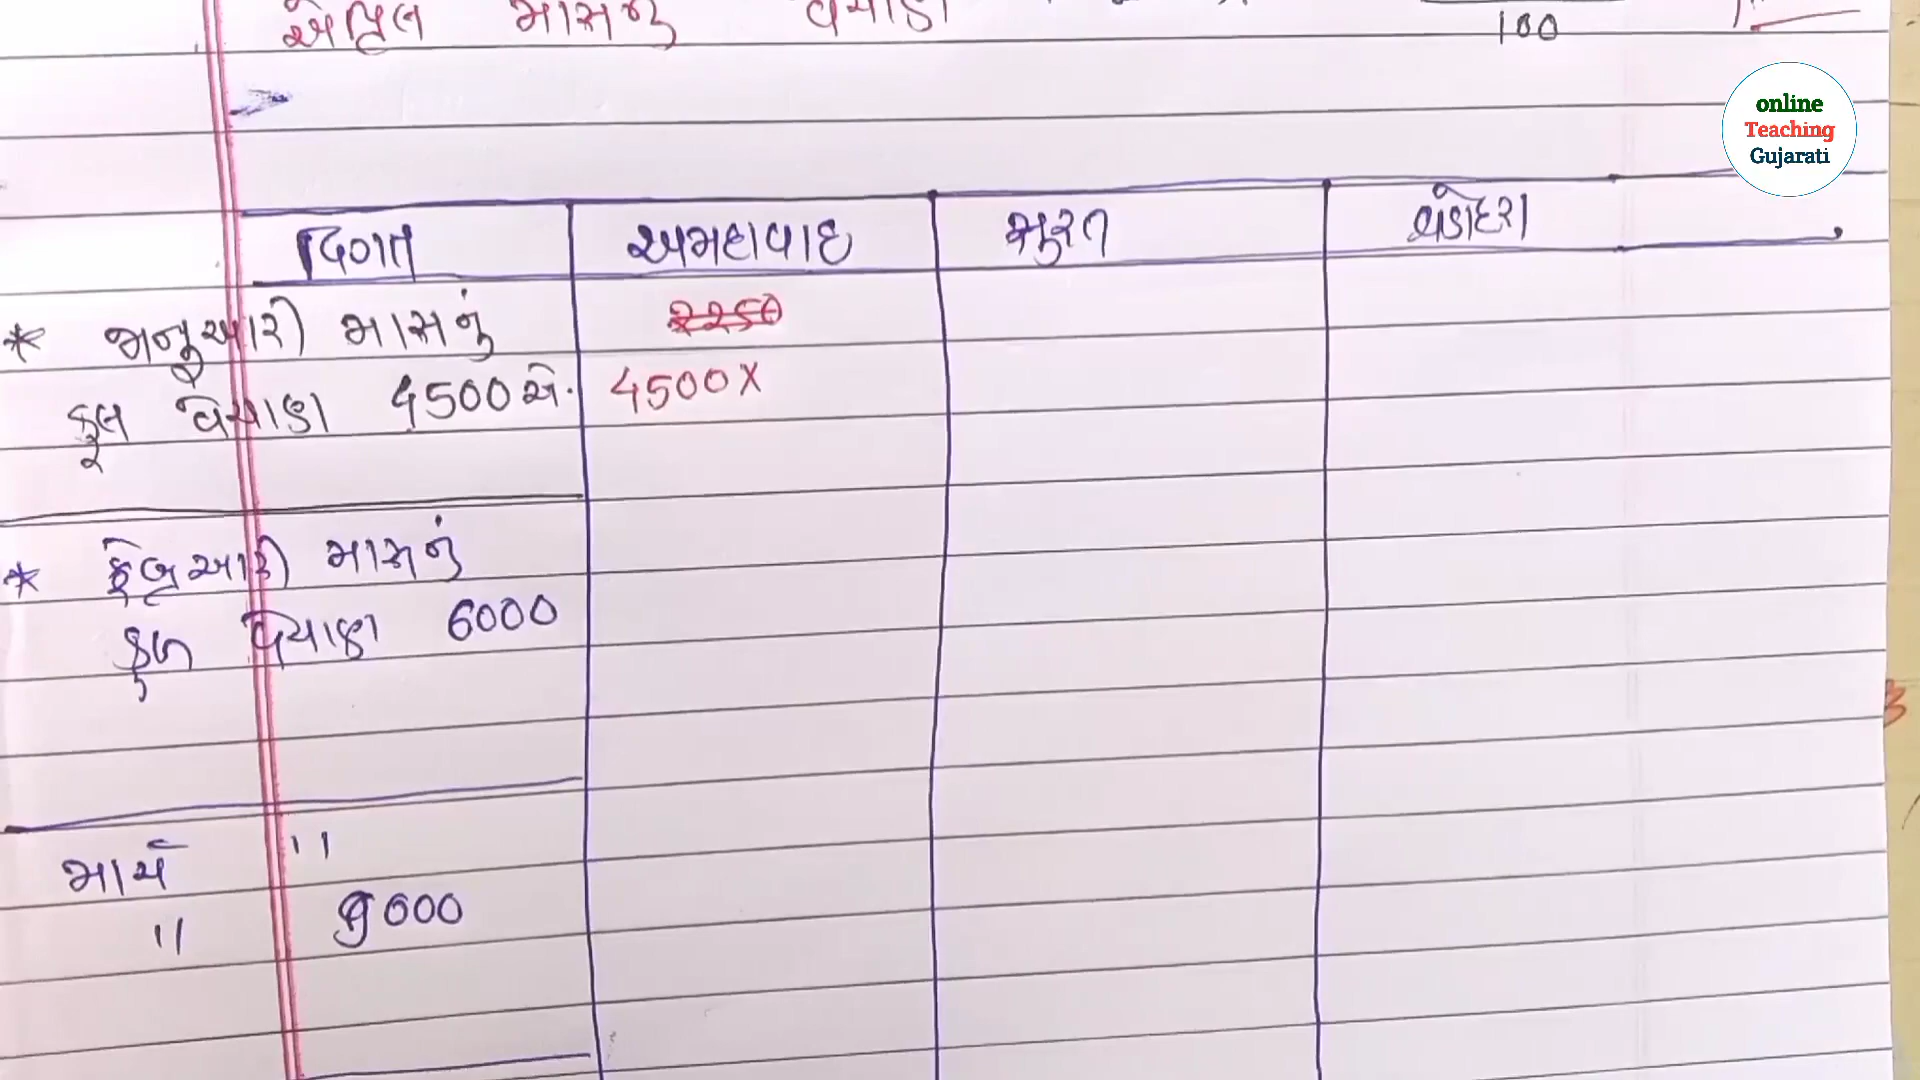 એપ્રિલ માસનું વેચાણ
100
online
Teaching
Gujarati
વિગત અમદાવાદ સુરત વડોદરા
* જાન્યુઆરી માસનું 2250
કુલ વેચાણ 4500 એ. 4500 X
* ફેબ્રુઆરી માસનું
કુલ વેચાણ 6000
માર્ચ ''
'' 9000